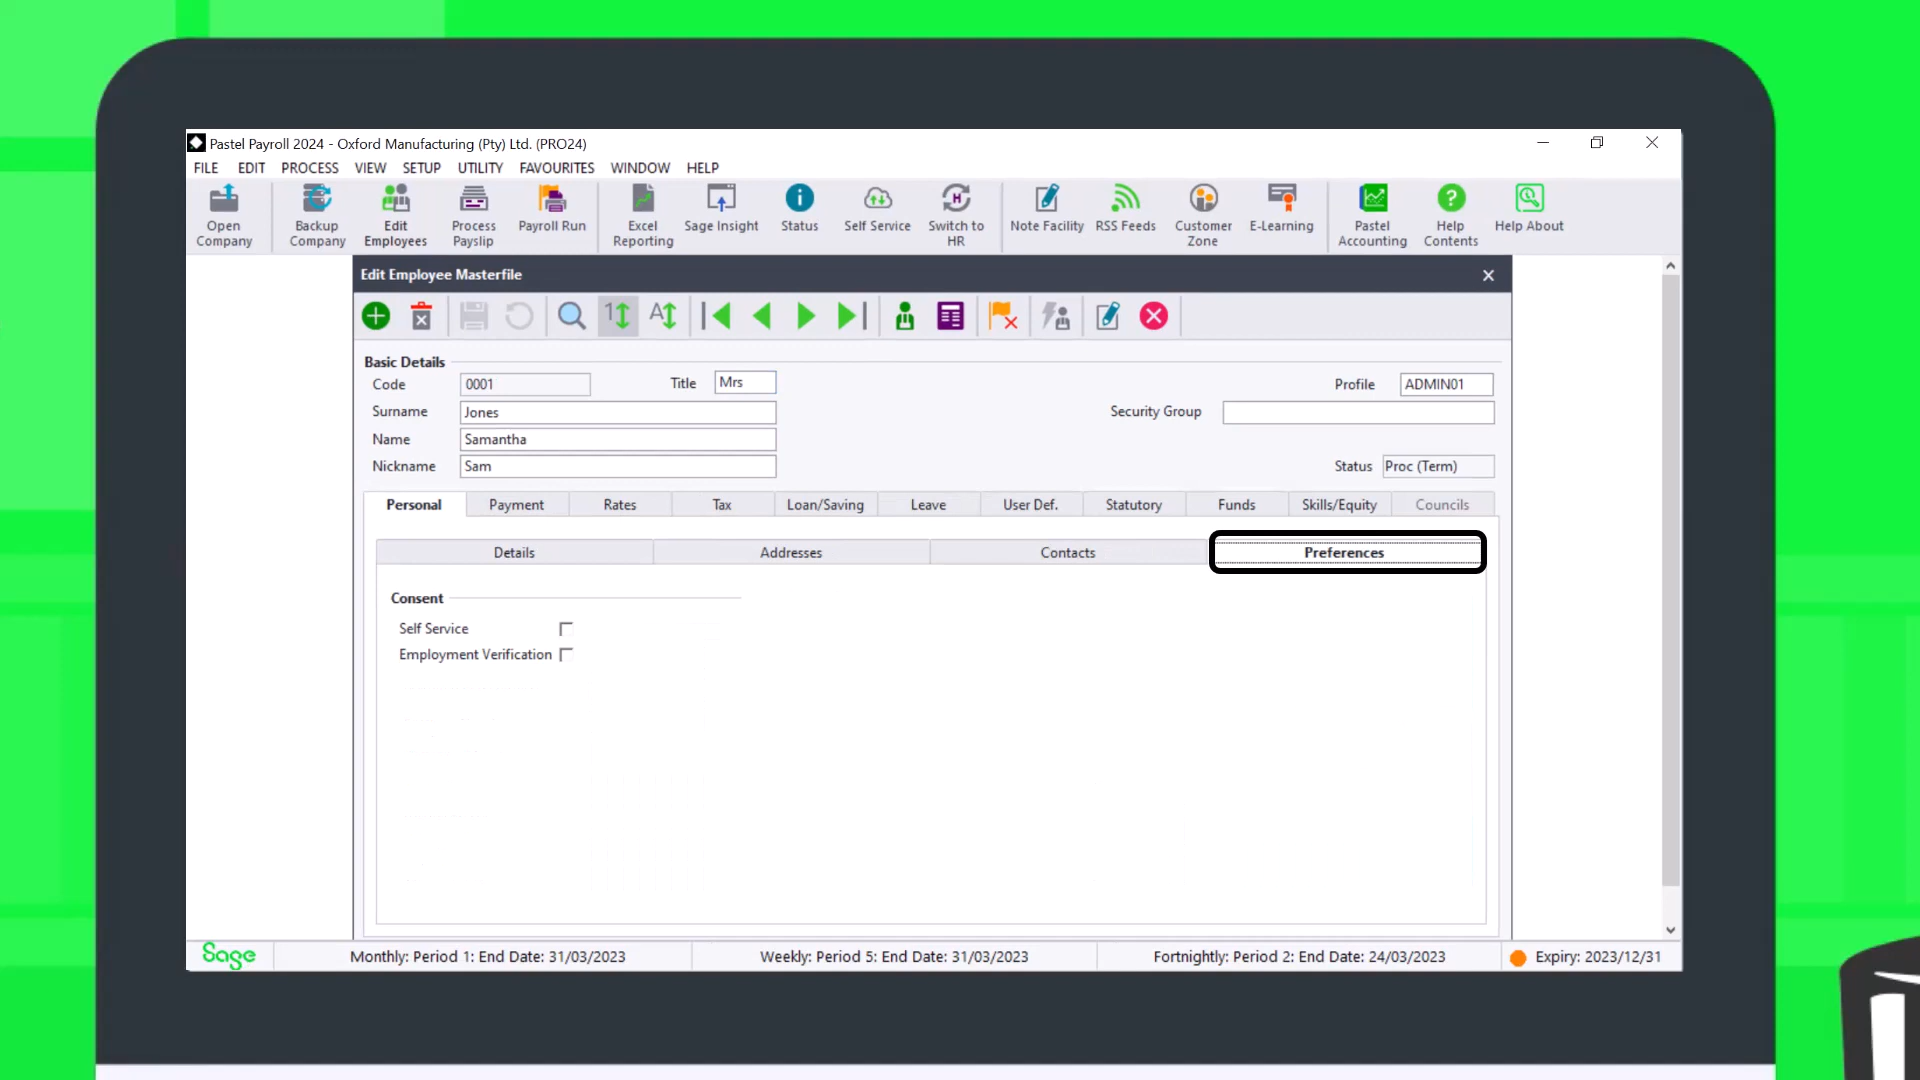 Pastel Payroll 2024 - Oxford Manufacturing (Pty) Ltd. (PRO24)
FILE EDIT PROCESS VIEW SETUP UTILITY FAVOURITES WINDOW HELP
Open Company
Backup Company
Edit Employees
Process Payslip
Payroll Run
Excel Reporting
Sage Insight
Status
Self Service
Switch to HR
Note Facility
RSS Feeds
Customer Zone
E-Learning
Pastel Accounting
Help Contents
Help About
Edit Employee Masterfile
Basic Details
Code 0001 Title Mrs Profile ADMIN01
Surname Jones Security Group
Name Samantha
Nickname Sam Status Proc (Term)
Personal Payment Rates Tax Loan/Saving Leave User Def. Statutory Funds Skills/Equity Councils
Details Addresses Contacts Preferences
Consent
Self Service
Employment Verification
Sage Monthly: Period 1: End Date: 31/03/2023 Weekly: Period 5: End Date: 31/03/2023 Fortnightly: Period 2: End Date: 24/03/2023 Expiry: 2023/12/31